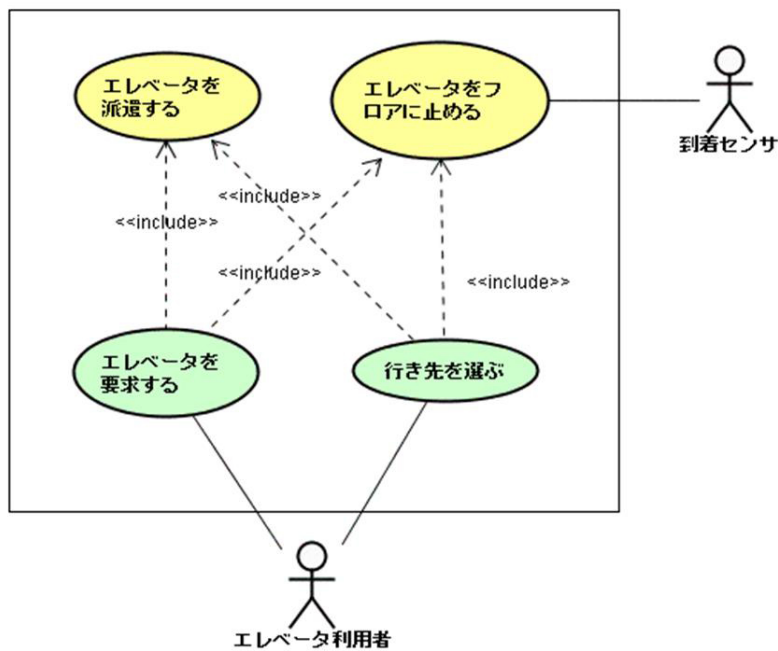 エレベータを
派遣する
エレベータをフ
ロアに止める
到着センサ
<<include>>
<<include>>
<<include>>
<<include>>
エレベータを
要求する
行き先を選ぶ
エレベータ利用者